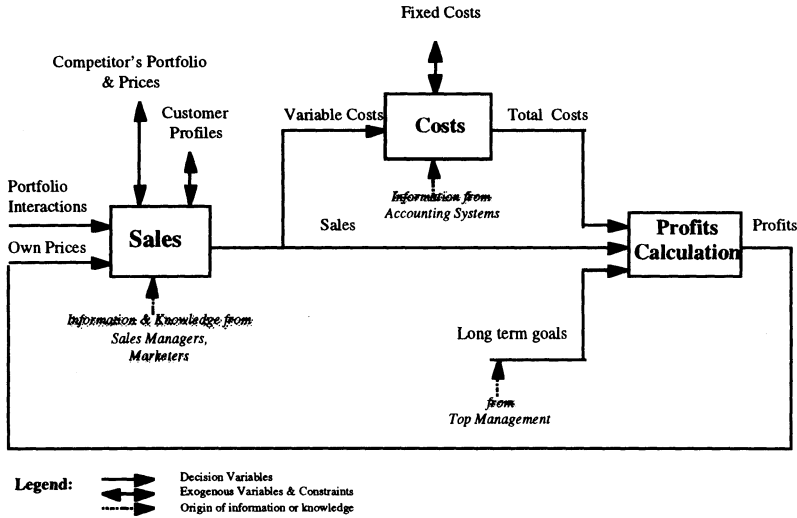 Fixed Costs
Competitor's Portfolio
& Prices
Customer
Profiles
Variable Costs
Costs
Total Costs
Portfolio
Interactions
Information from
Accounting Systems
Own Prices
Sales
Sales
Profits
Calculation
Profits
Information & Knowledge from
Sales Managers,
Marketers
Long term goals
from
Top Management
Legend:
Decision Variables
Exogenous Variables & Constraints
Origin of information or knowledge